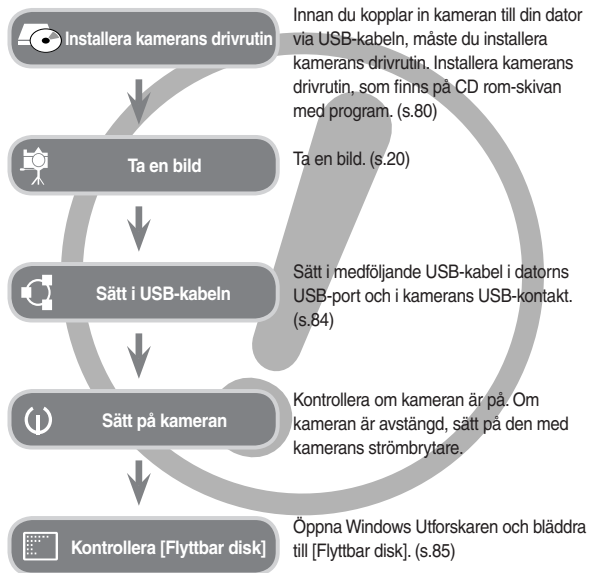 Installera kamerans drivrutin
Innan du kopplar in kameran till din dator
via USB-kabeln, måste du installera
kamerans drivrutin. Installera kamerans
drivrutin, som finns på CD rom-skivan
med program. (s.80)
Ta en bild
Ta en bild. (s.20)
Sätt i USB-kabeln
Sätt i medföljande USB-kabel i datorns
USB-port och i kamerans USB-kontakt.
(s.84)
Sätt på kameran
Kontrollera om kameran är på. Om
kameran är avstängd, sätt på den med
kamerans strömbrytare.
Kontrollera [Flyttbar disk]
Öppna Windows Utforskaren och bläddra
till [Flyttbar disk]. (s.85)